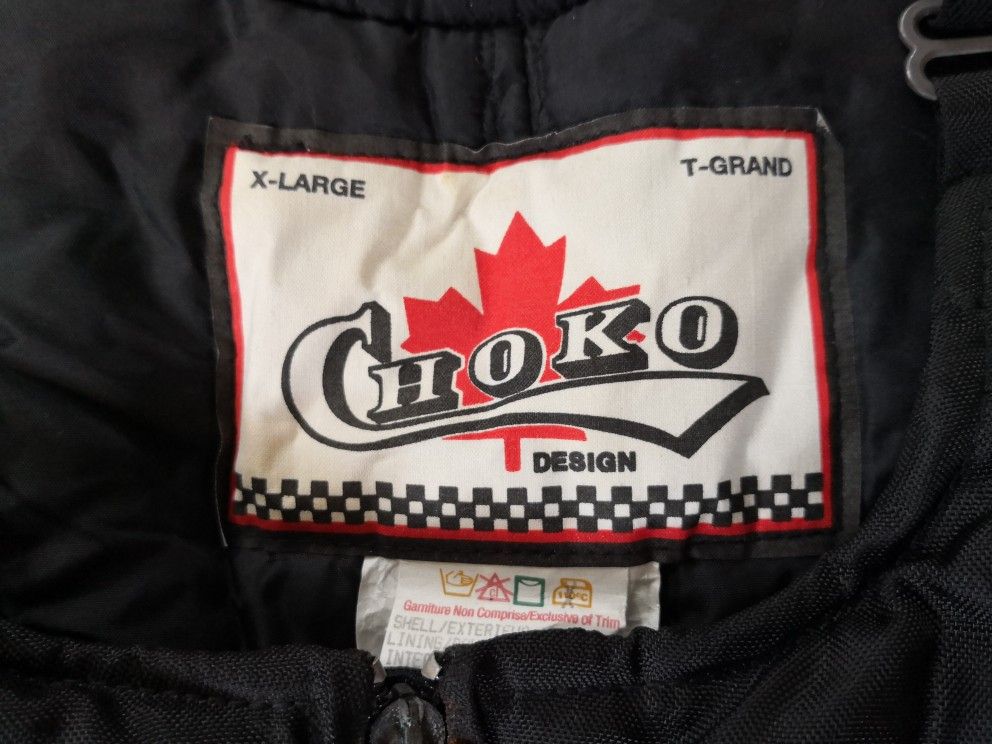 X-LARGE T-GRAND
CHOKO
DESIGN
Garniture Non Comprise/Exclusive of Trim
SHELL/EXTERIEUR
LINING/